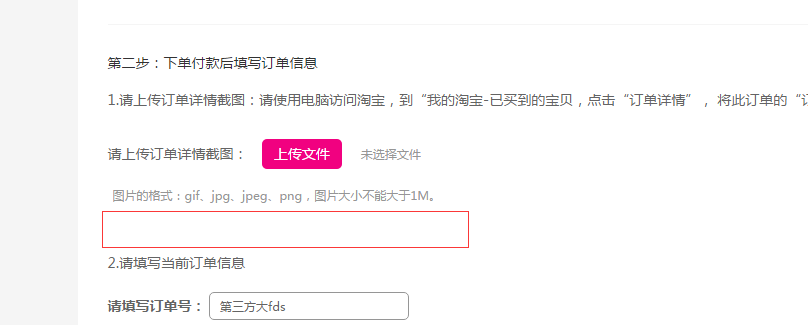 第二步：下单付款后填写订单信息
1.请上传订单详情截图：请使用电脑访问淘宝，到“我的淘宝-已买到的宝贝，点击“订单详情”，将此订单的“
请上传订单详情截图： 上传文件 未选择文件
图片的格式：gif、jpg、jpeg、png，图片大小不能大于1M。
2.请填写当前订单信息
请填写订单号： 第三方大fds